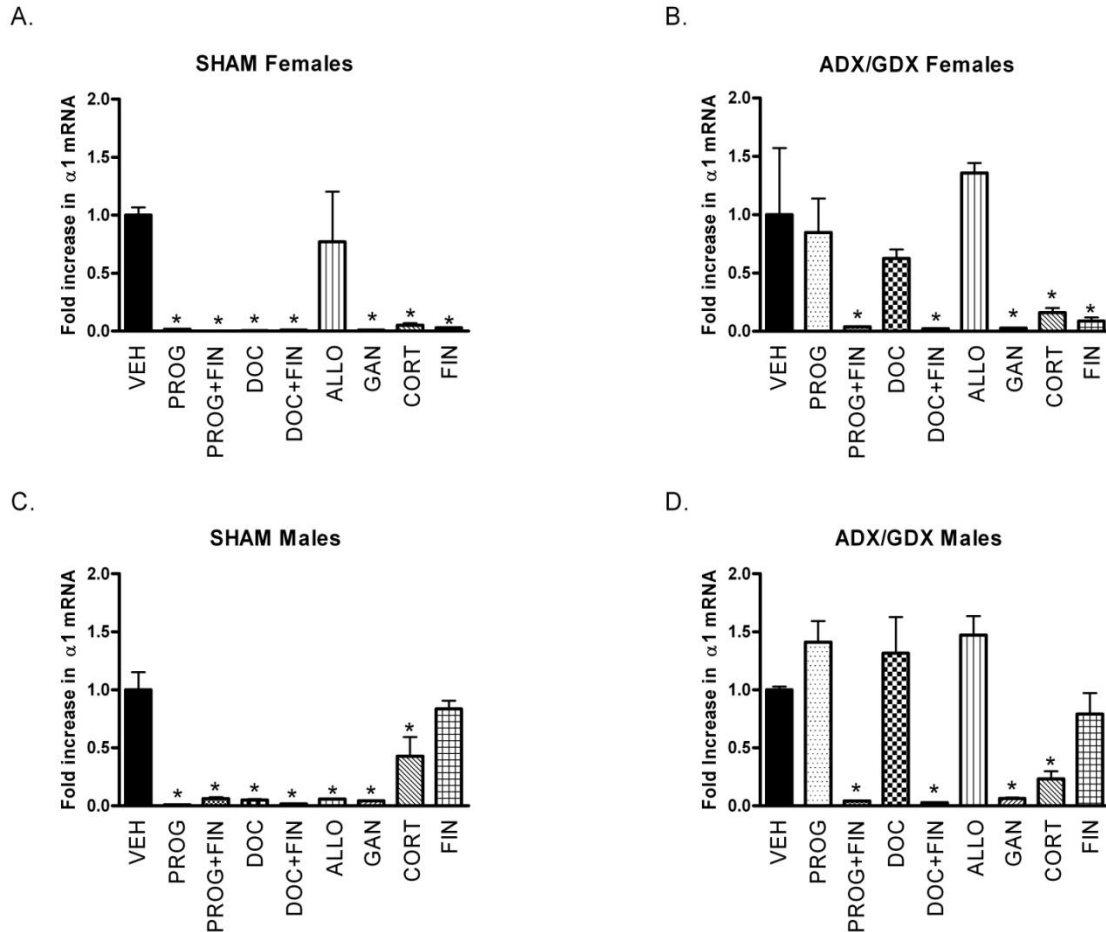 A.
SHAM Females
Fold increase in α1 mRNA
2.0
1.5
1.0
0.5
0.0
* * * * * * *
VEH
PROG
PROG+FIN
DOC
DOC+FIN
ALLO
GAN
CORT
FIN
B.
ADX/GDX Females
Fold increase in α1 mRNA
2.0
1.5
1.0
0.5
0.0
* * * * *
VEH
PROG
PROG+FIN
DOC
DOC+FIN
ALLO
GAN
CORT
FIN
C.
SHAM Males
Fold increase in α1 mRNA
2.0
1.5
1.0
0.5
0.0
* * * * * * *
VEH
PROG
PROG+FIN
DOC
DOC+FIN
ALLO
GAN
CORT
FIN
D.
ADX/GDX Males
Fold Increase in α1 mRNA
2.0
1.5
1.0
0.5
0.0
* * * *
VEH
PROG
PROG+FIN
DOC
DOC+FIN
ALLO
GAN
CORT
FIN